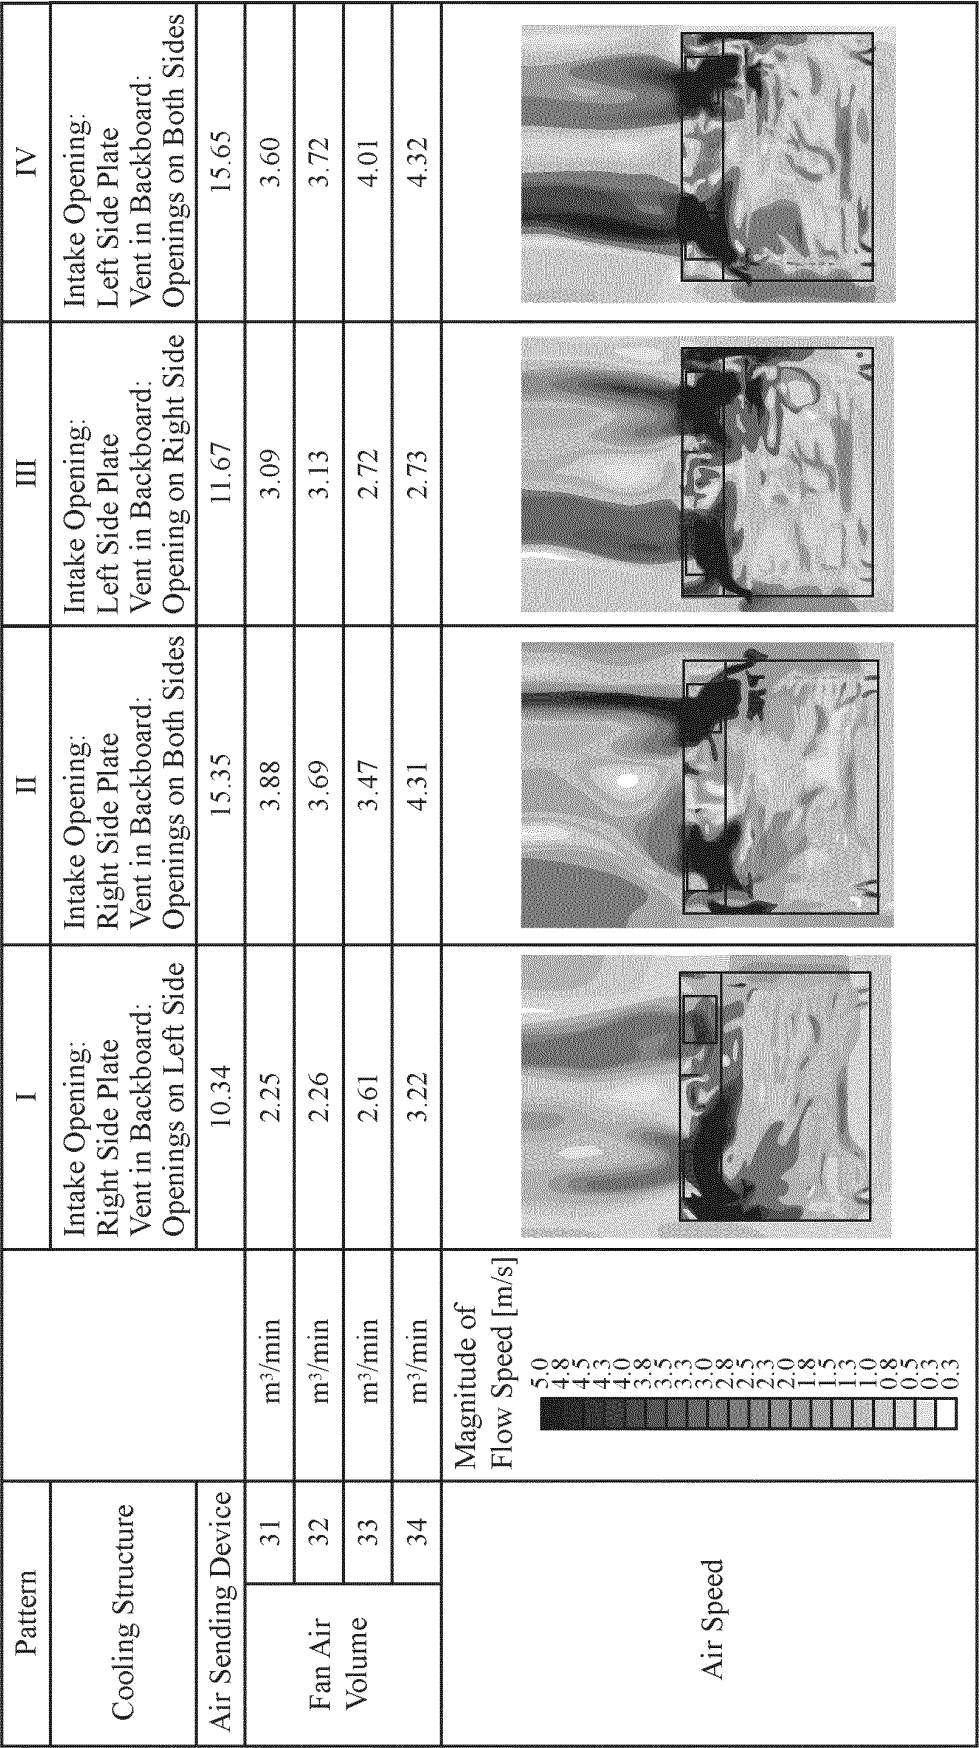 Pattern
I
II
III
IV
Cooling Structure
Intake Opening:
Right Side Plate
Vent in Backboard:
Openings on Left Side
Intake Opening:
Right Side Plate
Vent in Backboard:
Openings on Both Sides
Intake Opening:
Left Side Plate
Vent in Backboard:
Opening on Right Side
Intake Opening:
Left Side Plate
Vent in Backboard:
Openings on Both Sides
Air Sending Device
10.34
15.35
11.67
15.65
Fan Air
Volume
31
m³/min
2.25
3.88
3.09
3.60
32
m³/min
2.26
3.69
3.13
3.72
33
m³/min
2.61
3.47
2.72
4.01
34
m³/min
3.22
4.31
2.73
4.32
Air Speed
Magnitude of
Flow Speed [m/s]
5.0
4.8
4.5
4.3
4.0
3.8
3.5
3.3
3.0
2.8
2.5
2.3
2.0
1.8
1.5
1.3
1.0
0.8
0.5
0.3
0.3